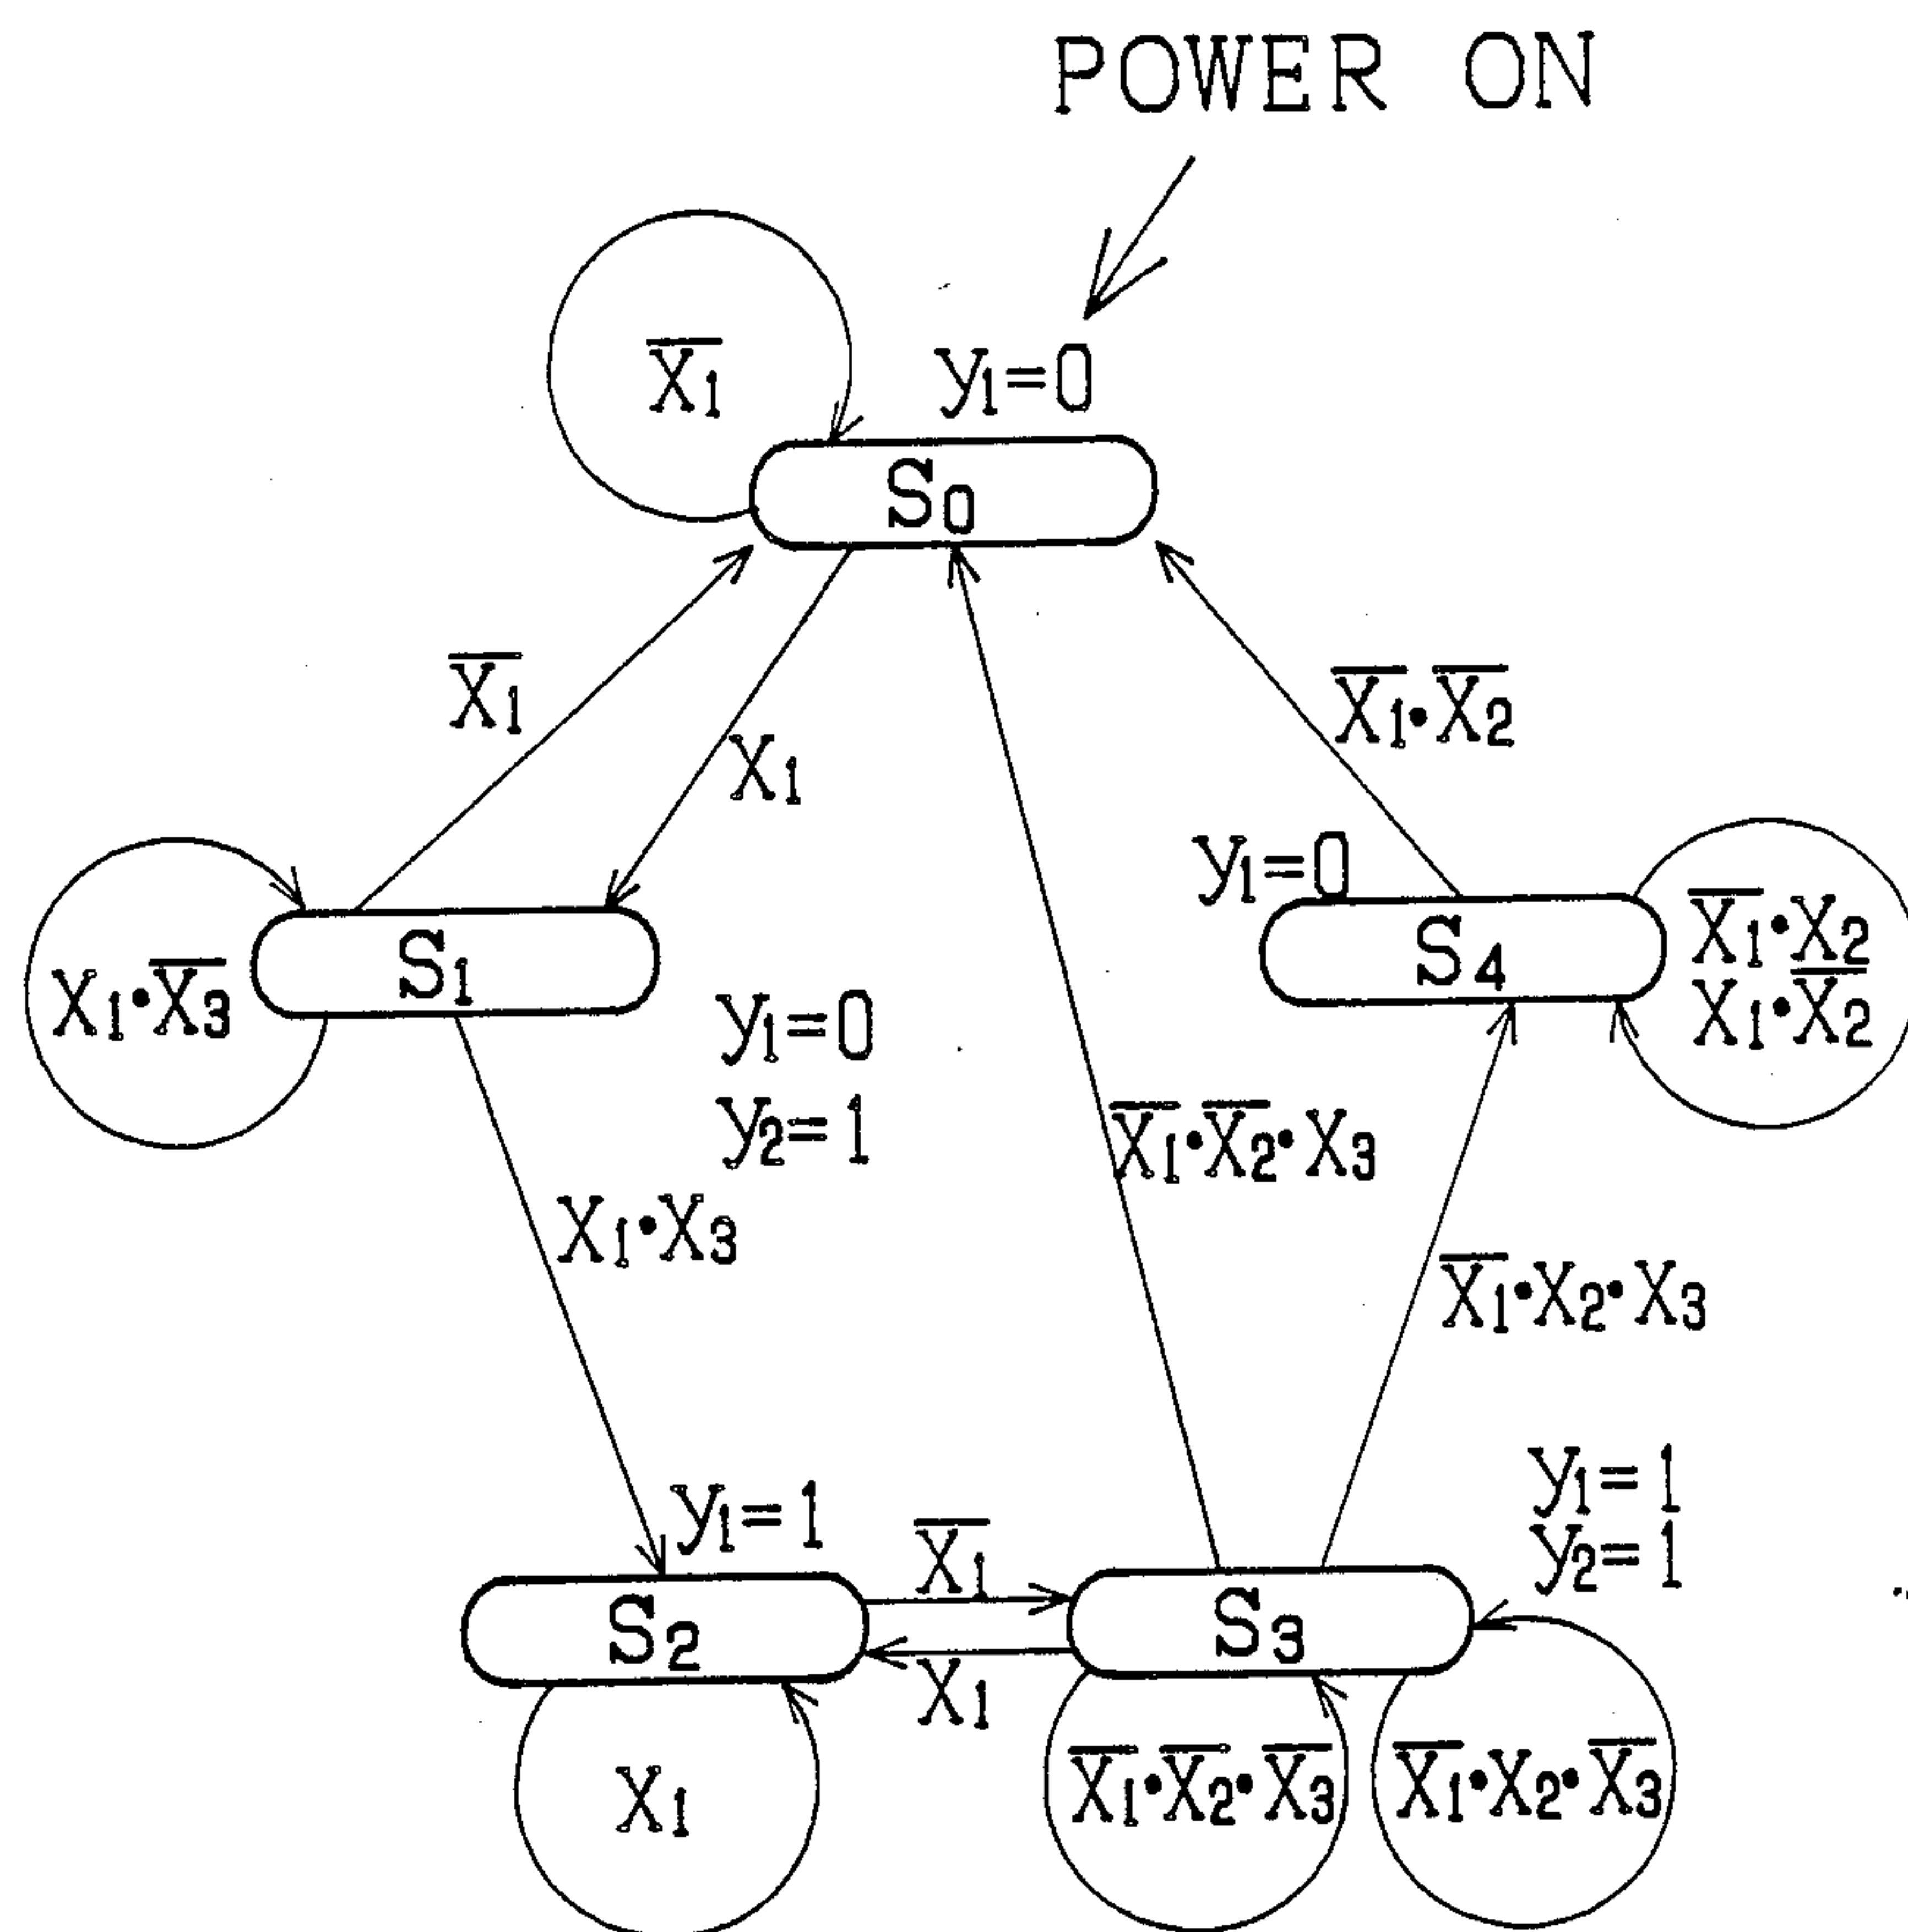 POWER ON
X̅1
y1=0
S0
X̅1
X1
X̅1·X̅2
y1=0
S1
X1·X̅3
S4
X̅1·X2
X1·X̅2
y1=0
y2=1
X̅1·X̅2·X3
X1·X3
X̅1·X2·X3
y1=1
y2=1
y1=1
X̅1
S2
S3
X1
X1
X̅1·X̅2·X̅3
X̅1·X2·X̅3